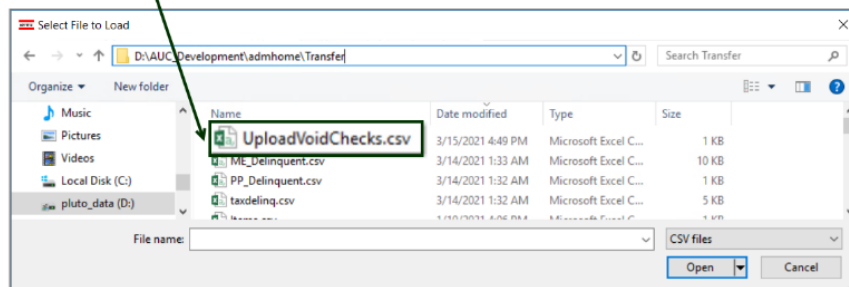 Select File to Load
D:\AUC_Development\admhome\Transfer
Search Transfer
Organize
New folder
Music
Pictures
Videos
Local Disk (C:)
pluto_data (D:)
Name Date modified Type Size
UploadVoidChecks.csv 3/15/2021 4:49 PM Microsoft Excel C... 1 KB
ME_Delinquent.csv 3/14/2021 1:33 AM Microsoft Excel C... 10 KB
PP_Delinquent.csv 3/14/2021 1:32 AM Microsoft Excel C... 1 KB
taxdelinq.csv 3/14/2021 1:32 AM Microsoft Excel C... 5 KB
File name:
CSV files
Open
Cancel